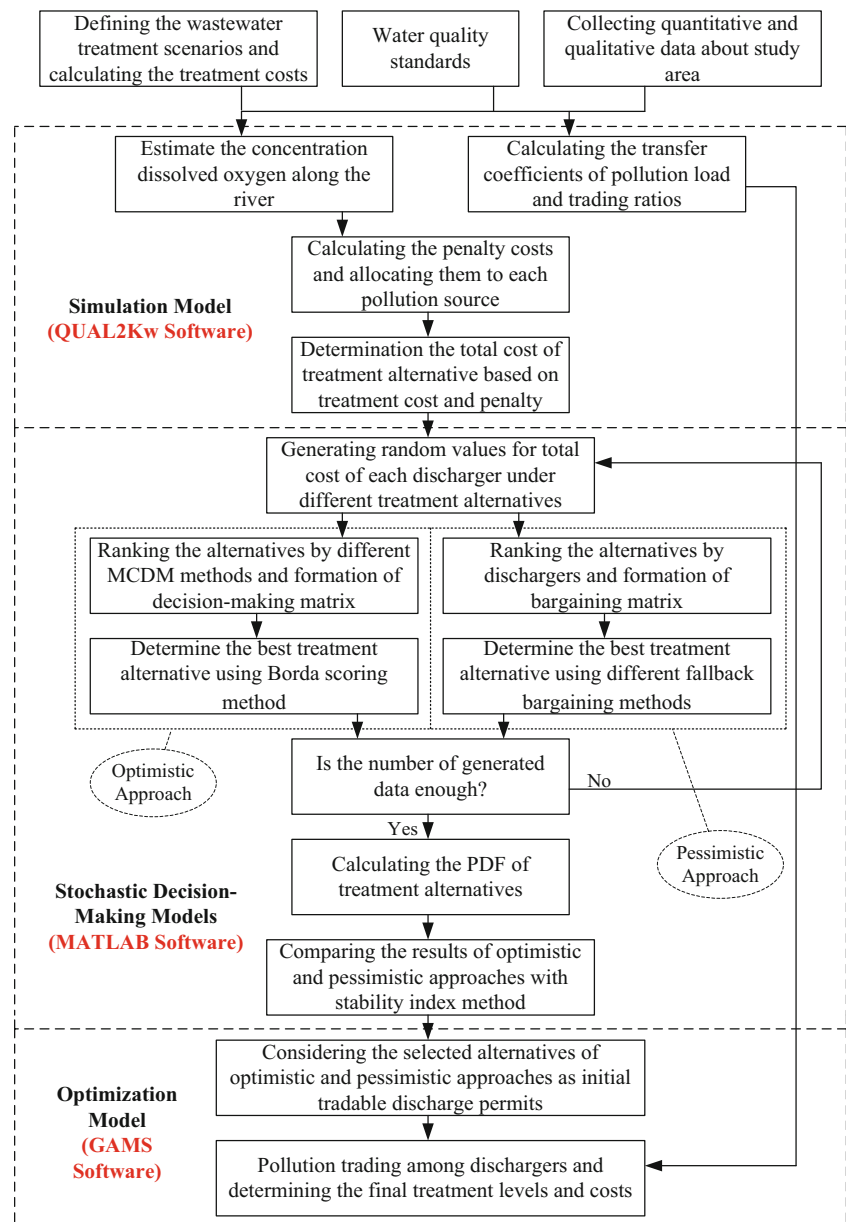 Defining the wastewater
treatment scenarios and
calculating the treatment costs
Water quality
standards
Collecting quantitative and
qualitative data about study
area
Estimate the concentration
dissolved oxygen along the
river
Calculating the transfer
coefficients of pollution load
and trading ratios
Calculating the penalty costs
and allocating them to each
pollution source
Simulation Model
(QUAL2Kw Software)
Determination the total cost of
treatment alternative based on
treatment cost and penalty
Generating random values for total
cost of each discharger under
different treatment alternatives
Ranking the alternatives by different
MCDM methods and formation of
decision-making matrix
Ranking the alternatives by
dischargers and formation of
bargaining matrix
Determine the best treatment
alternative using Borda scoring
method
Determine the best treatment
alternative using different fallback
bargaining methods
Optimistic
Approach
Is the number of generated
data enough?
No
Yes
Pessimistic
Approach
Calculating the PDF of
treatment alternatives
Stochastic Decision-
Making Models
(MATLAB Software)
Comparing the results of optimistic
and pessimistic approaches with
stability index method
Considering the selected alternatives of
optimistic and pessimistic approaches as initial
tradable discharge permits
Optimization
Model
(GAMS
Software)
Pollution trading among dischargers and
determining the final treatment levels and costs